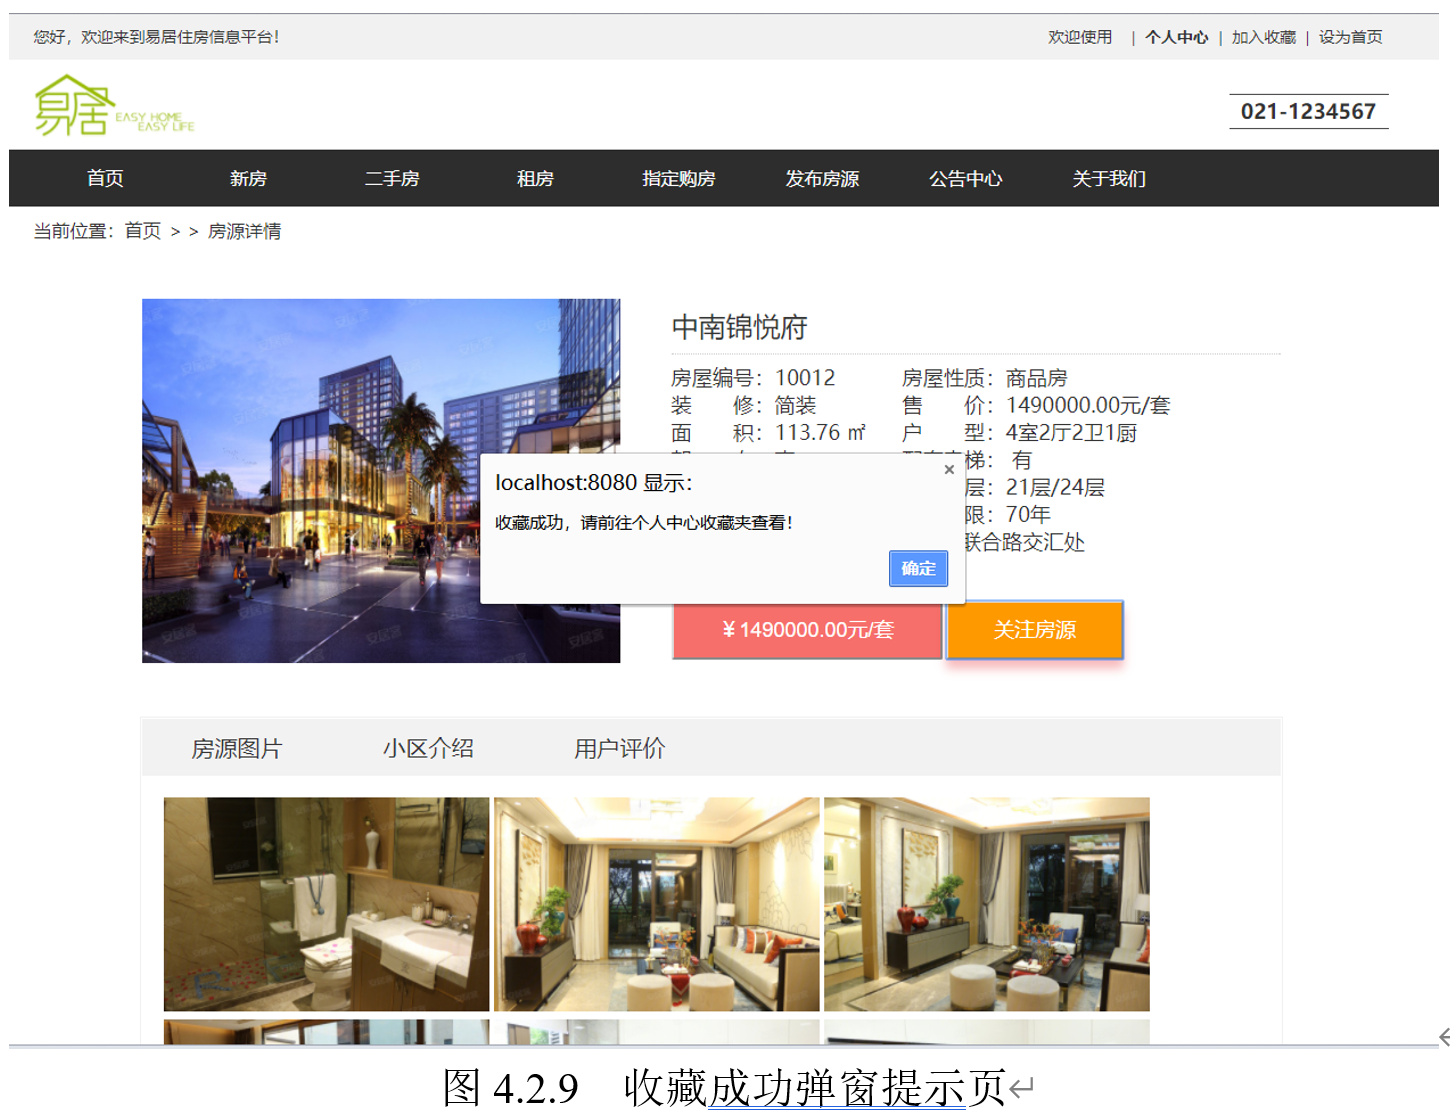 您好，欢迎来到易居住房信息平台！
欢迎使用 | 个人中心 | 加入收藏 | 设为首页
易居 EASY HOME
EASY LIFE
021-1234567
首页 新房 二手房 租房 指定购房 发布房源 公告中心 关于我们
当前位置：首页 > > 房源详情
中南锦悦府
房屋编号：10012 房屋性质：商品房
装 修：简装 售 价：1490000.00元/套
面 积：113.76 ㎡ 户 型：4室2厅2卫1厨
梯： 有
层：21层/24层
限：70年
联合路交汇处
localhost:8080 显示：
×
收藏成功，请前往个人中心收藏夹查看！
确定
¥ 1490000.00元/套 关注房源
房源图片 小区介绍 用户评价
图 4.2.9 收藏成功弹窗提示页